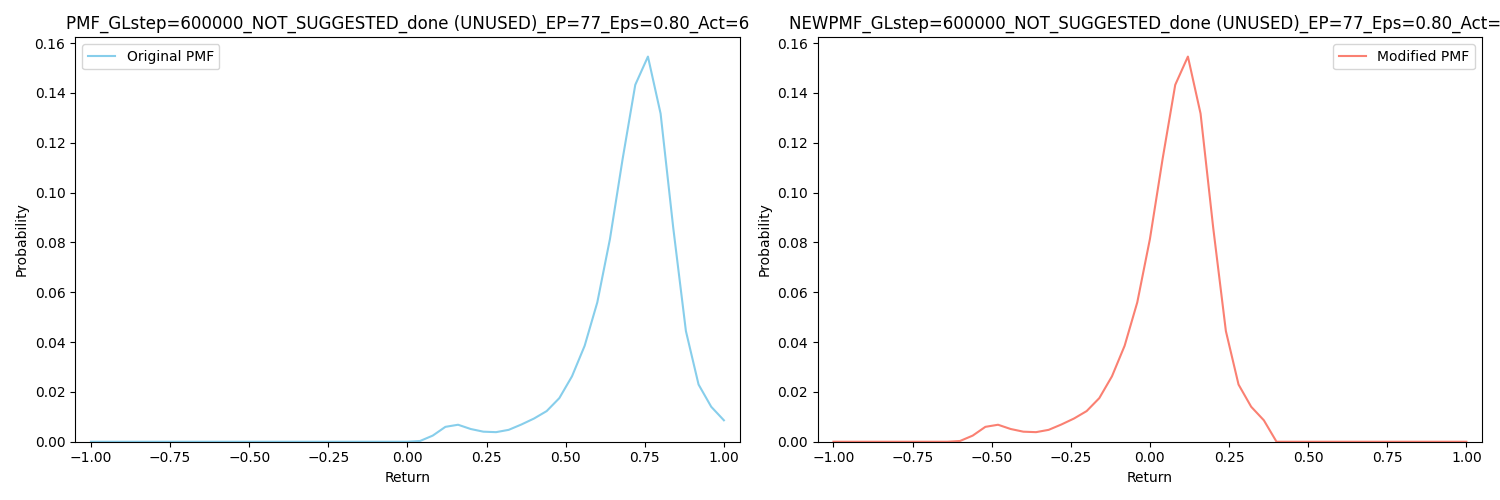 PMF_GLstep=600000_NOT_SUGGESTED_done (UNUSED)_EP=77_Eps=0.80_Act=6
Original PMF
Probability
0.16
0.14
0.12
0.10
0.08
0.06
0.04
0.02
0.00
−1.00 −0.75 −0.50 −0.25 0.00 0.25 0.50 0.75 1.00
Return
NEWPMF_GLstep=600000_NOT_SUGGESTED_done (UNUSED)_EP=77_Eps=0.80_Act=
Modified PMF
Probability
0.16
0.14
0.12
0.10
0.08
0.06
0.04
0.02
0.00
−1.00 −0.75 −0.50 −0.25 0.00 0.25 0.50 0.75 1.00
Return